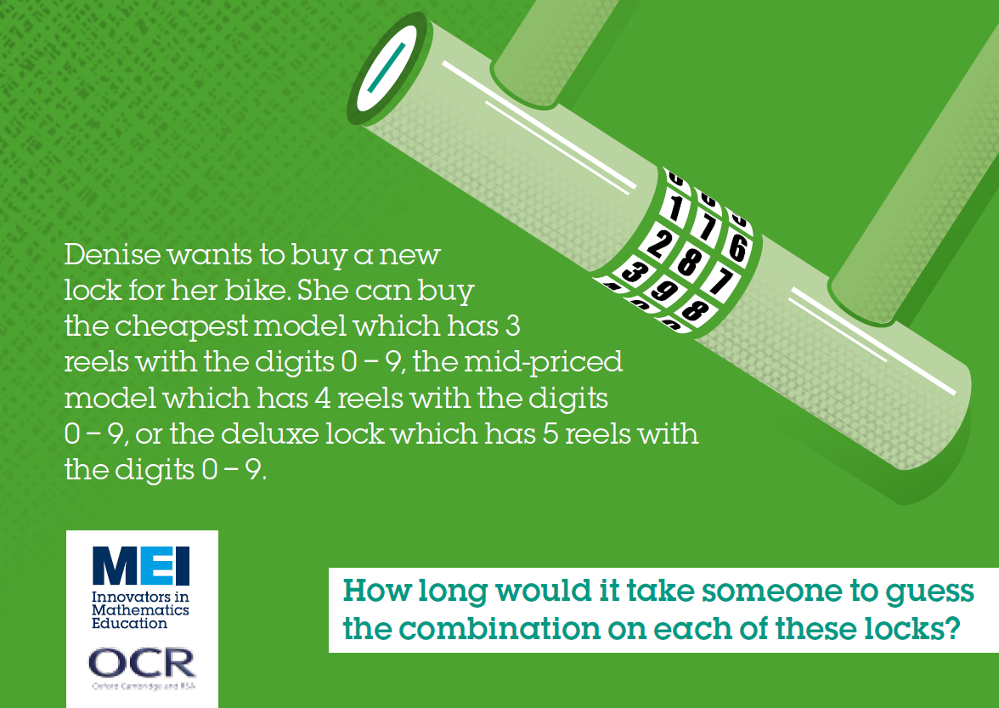 1 7 6
2 8 7
3 9 8
Denise wants to buy a new
lock for her bike. She can buy
the cheapest model which has 3
reels with the digits 0 – 9, the mid-priced
model which has 4 reels with the digits
0 – 9, or the deluxe lock which has 5 reels with
the digits 0 – 9.
MEI
Innovators in
Mathematics
Education
OCR
Oxford Cambridge and RSA
How long would it take someone to guess
the combination on each of these locks?